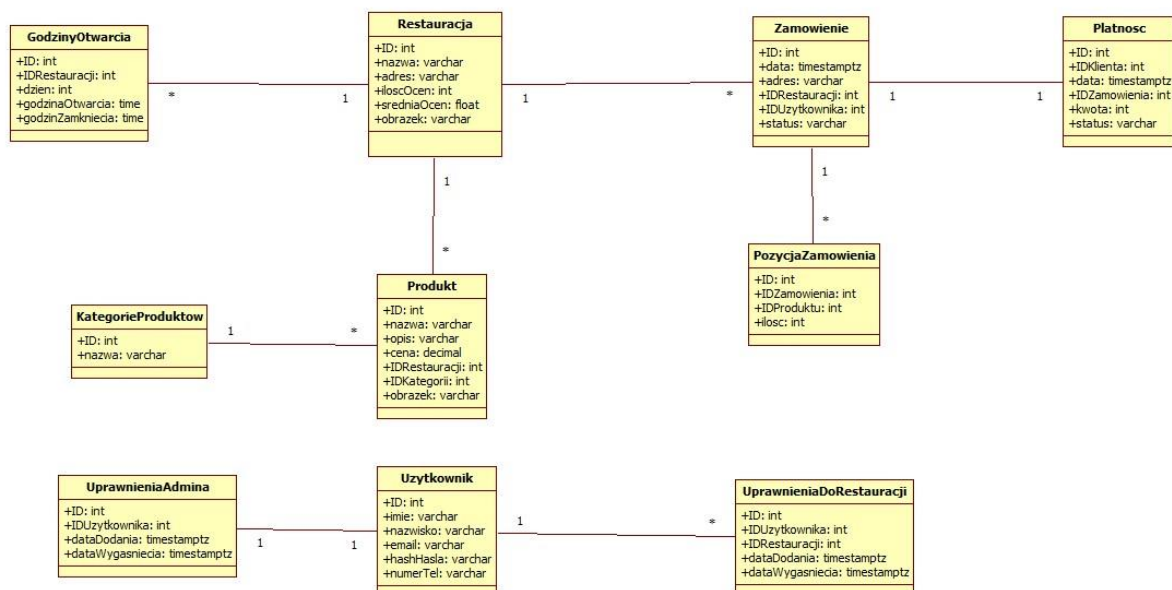 GodzinyOtwarcia
+ID: int
+IDRestauracji: int
+dzien: int
+godzinaOtwarcia: time
+godzinZamkniecia: time
*
1
Restauracja
+ID: int
+nazwa: varchar
+adres: varchar
+iloscOcen: int
+sredniaOcen: float
+obrazek: varchar
1
*
Zamowienie
+ID: int
+data: timestamptz
+adres: varchar
+IDRestauracji: int
+IDUzytkownika: int
+status: varchar
1
1
Platnosc
+ID: int
+IDKlienta: int
+data: timestamptz
+IDZamowienia: int
+kwota: int
+status: varchar
1
*
1
*
PozycjaZamowienia
+ID: int
+IDZamowienia: int
+IDProduktu: int
+ilosc: int
KategorieProduktow
+ID: int
+nazwa: varchar
1
*
Produkt
+ID: int
+nazwa: varchar
+opis: varchar
+cena: decimal
+IDRestauracji: int
+IDKategorii: int
+obrazek: varchar
UprawnieniaAdmina
+ID: int
+IDUzytkownika: int
+dataDodania: timestamptz
+dataWygasniecia: timestamptz
1
1
Uzytkownik
+ID: int
+imie: varchar
+nazwisko: varchar
+email: varchar
+hashHasla: varchar
+numerTel: varchar
1
*
UprawnieniaDoRestauracji
+ID: int
+IDUzytkownika: int
+IDRestauracji: int
+dataDodania: timestamptz
+dataWygasniecia: timestamptz